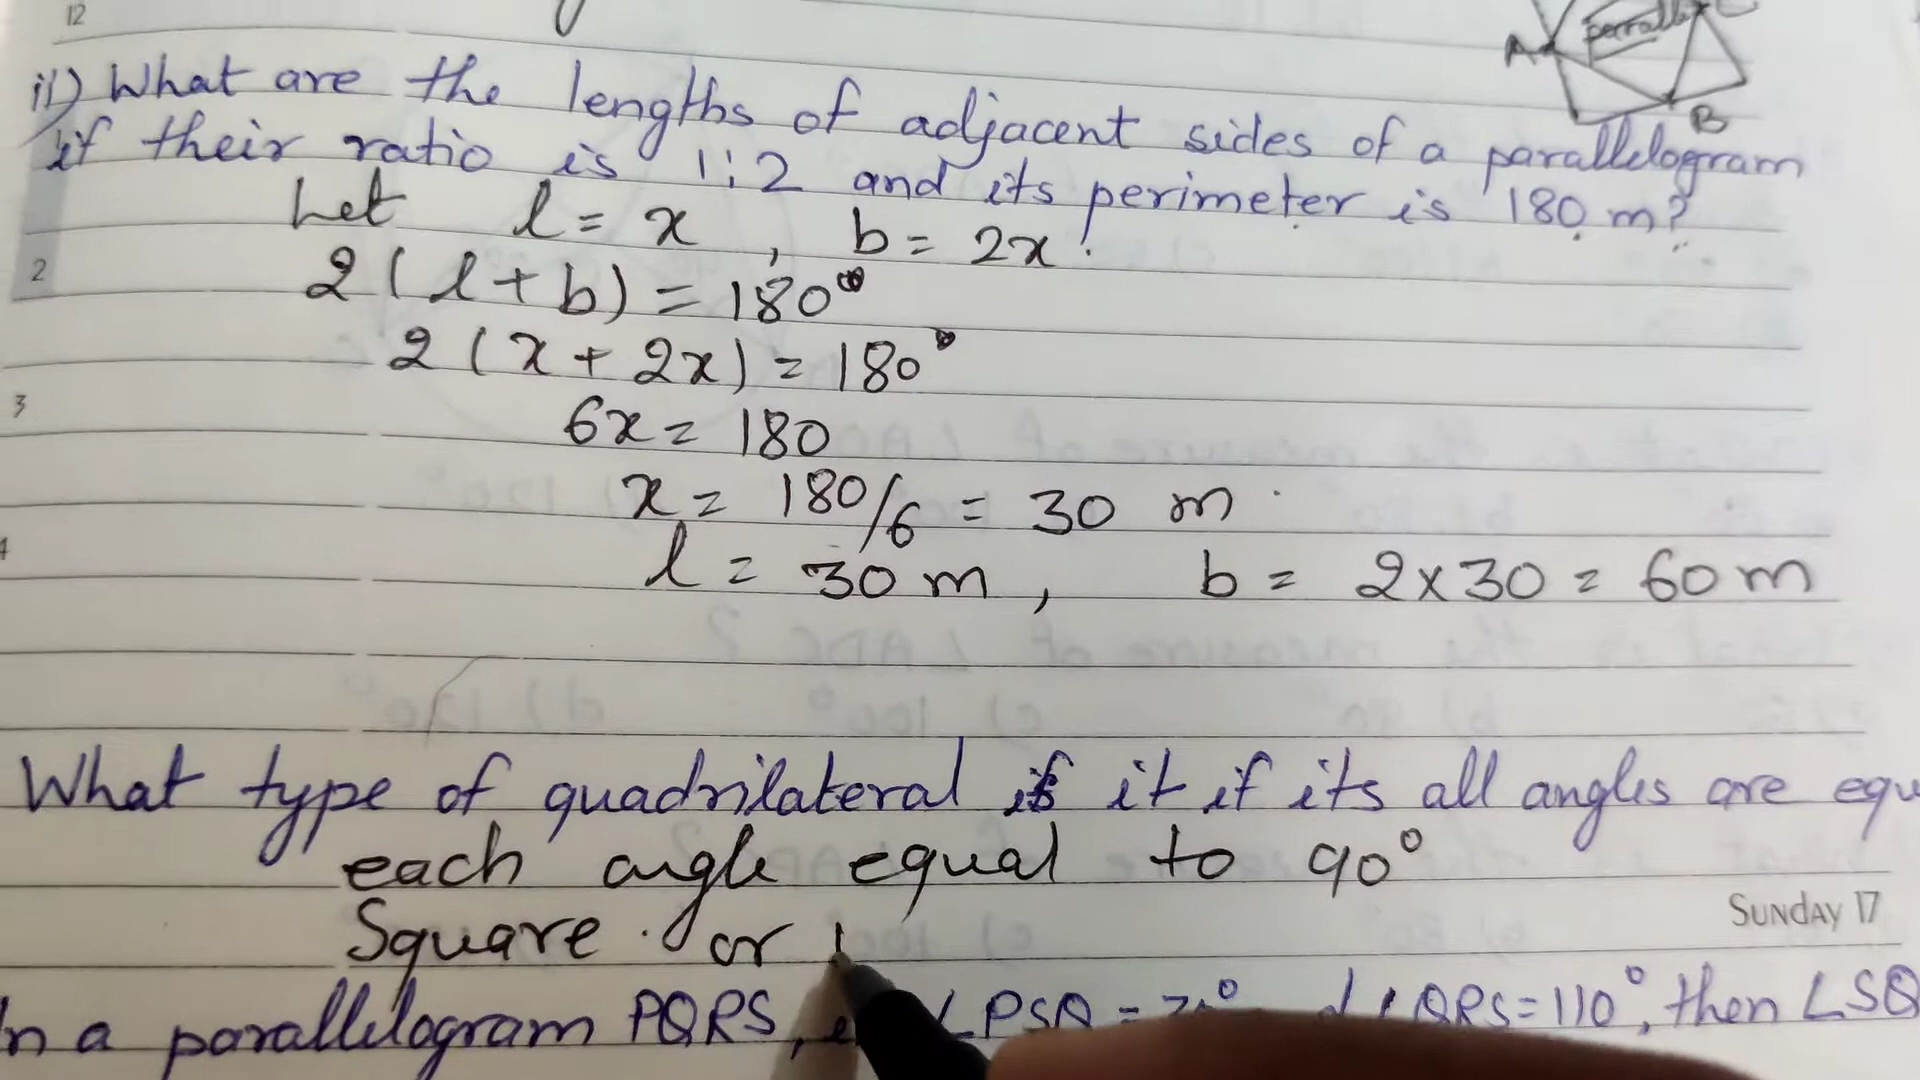 12
parall
A
B
ii) What are the lengths of adjacent sides of a parallelogram
if their ratio is 1:2 and its perimeter is 180 m?
Let l = x , b = 2x
2 ( l + b ) = 180
2
2 ( x + 2x ) = 180°
3
6x = 180
x = 180/6 = 30 m
4
l = 30 m , b = 2 x 30 = 60 m
What type of quadrilateral is it if its all angles are equ
each angle equal to 90°
SUNDAY 17
Square . or
In a parallelogram PQRS, ∠PSQ = ∠QRS = 110°, then ∠SQ